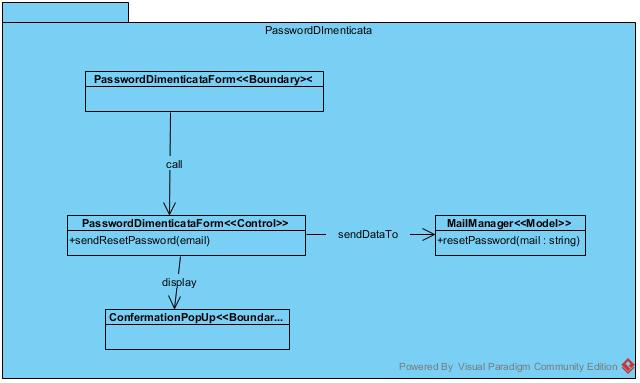 PasswordDImenticata
PasswordDimenticataForm<<Boundary><
call
PasswordDimenticataForm<<Control>>
+sendResetPassword(email)
sendDataTo
MailManager<<Model>>
+resetPassword(mail : string)
display
ConfermationPopUp<<Boundar...
Powered By Visual Paradigm Community Edition